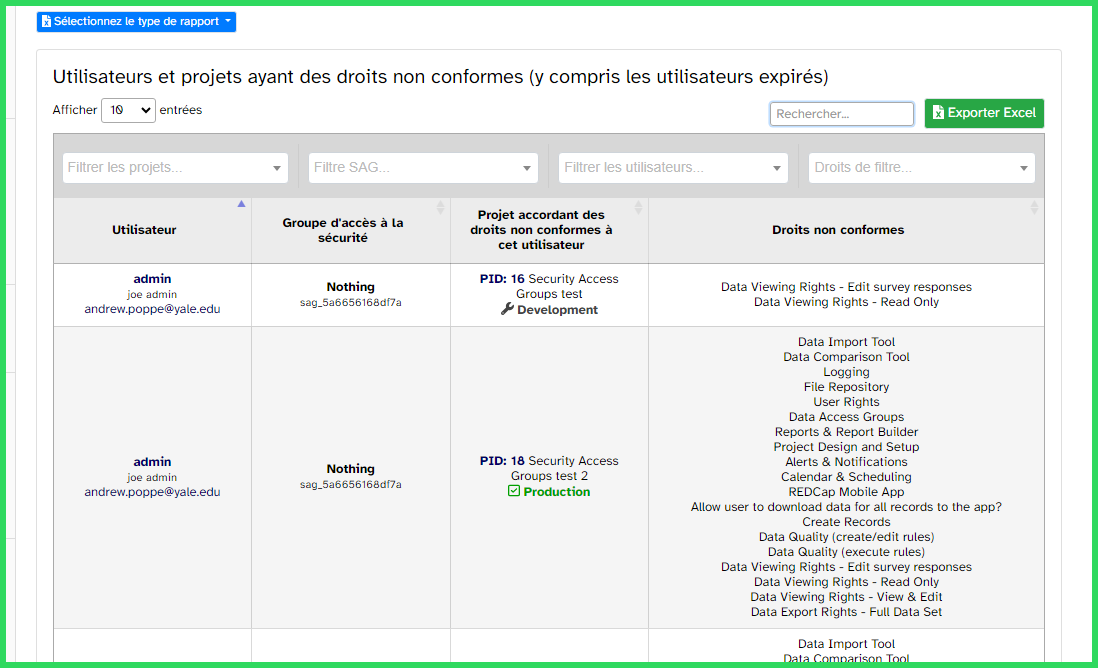 Sélectionnez le type de rapport
Utilisateurs et projets ayant des droits non conformes (y compris les utilisateurs expirés)
Afficher 10 entrées
Rechercher...
Exporter Excel
Filtrer les projets...
Filtre SAG...
Filtrer les utilisateurs...
Droits de filtre...
Utilisateur
Groupe d'accès à la
sécurité
Projet accordant des
droits non conformes à
cet utilisateur
Droits non conformes
admin
joe admin
andrew.poppe@yale.edu
Nothing
sag_5a6656168df7a
PID: 16 Security Access
Groups test
Development
Data Viewing Rights - Edit survey responses
Data Viewing Rights - Read Only
admin
joe admin
andrew.poppe@yale.edu
Nothing
sag_5a6656168df7a
PID: 18 Security Access
Groups test 2
Production
Data Import Tool
Data Comparison Tool
Logging
File Repository
User Rights
Data Access Groups
Reports & Report Builder
Project Design and Setup
Alerts & Notifications
Calendar & Scheduling
REDCap Mobile App
Allow user to download data for all records to the app?
Create Records
Data Quality (create/edit rules)
Data Quality (execute rules)
Data Viewing Rights - Edit survey responses
Data Viewing Rights - Read Only
Data Viewing Rights - View & Edit
Data Export Rights - Full Data Set
Data Import Tool
Data Comparison Tool